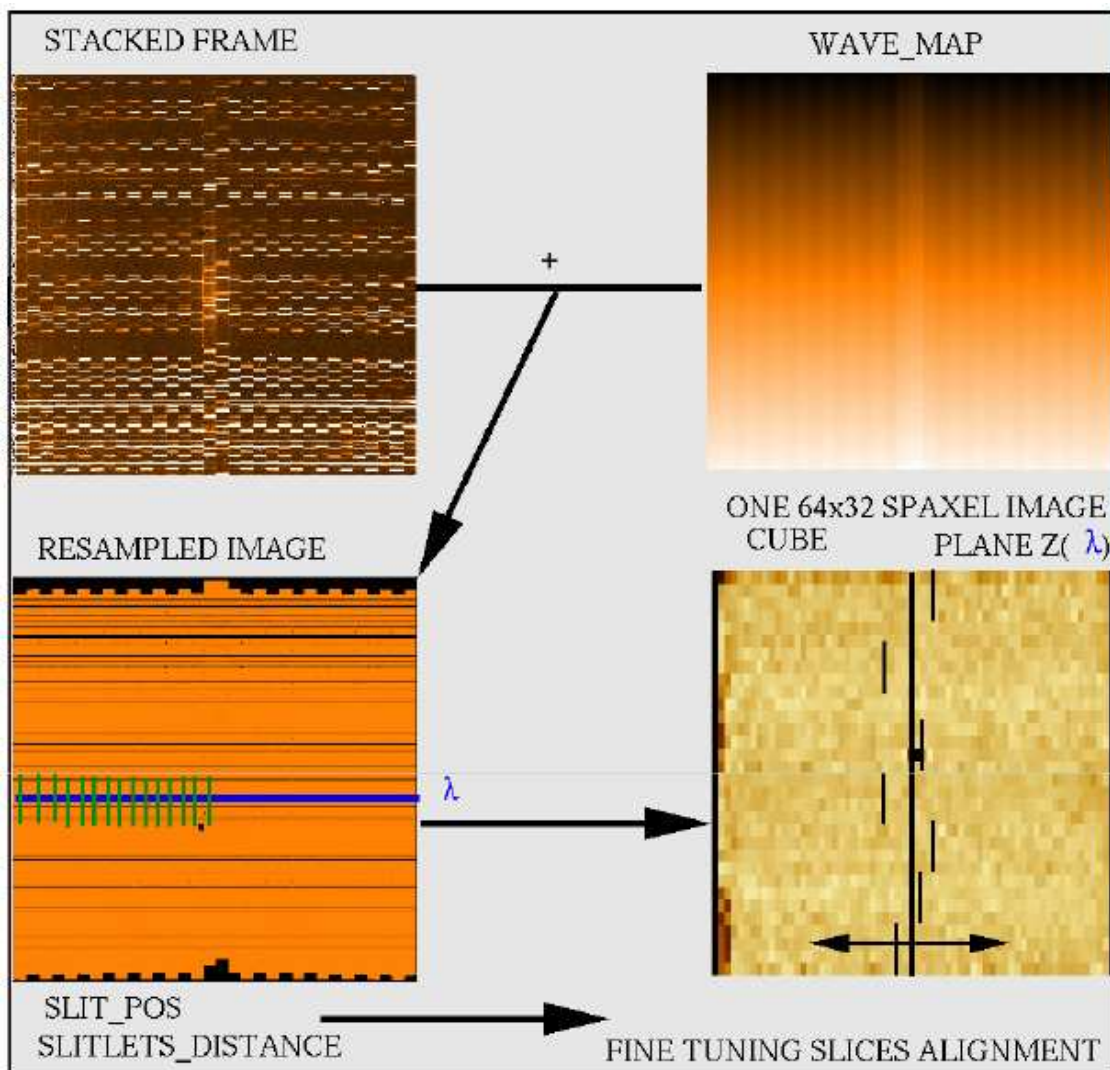 STACKED FRAME
WAVE_MAP
+
RESAMPLED IMAGE
ONE 64x32 SPAXEL IMAGE
CUBE PLANE Z( λ)
λ
SLIT_POS
SLITLETS_DISTANCE
FINE TUNING SLICES ALIGNMENT